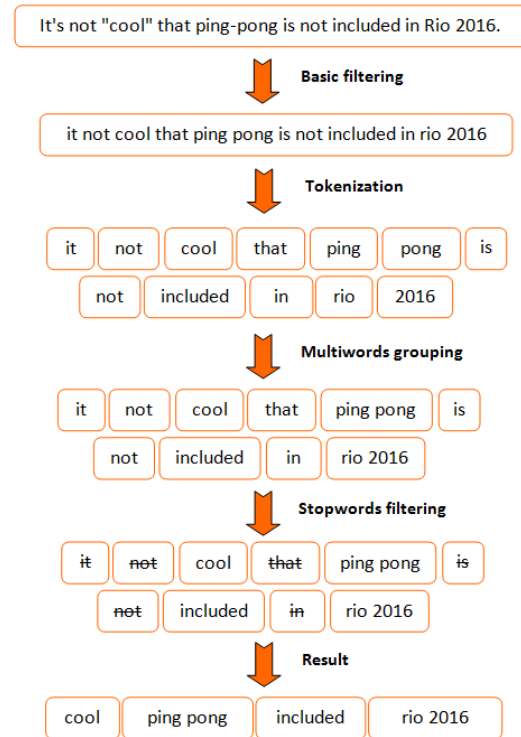 It's not "cool" that ping-pong is not included in Rio 2016.
Basic filtering
it not cool that ping pong is not included in rio 2016
Tokenization
it not cool that ping pong is
not included in rio 2016
Multiwords grouping
it not cool that ping pong is
not included in rio 2016
Stopwords filtering
it not cool that ping pong is
not included in rio 2016
Result
cool ping pong included rio 2016